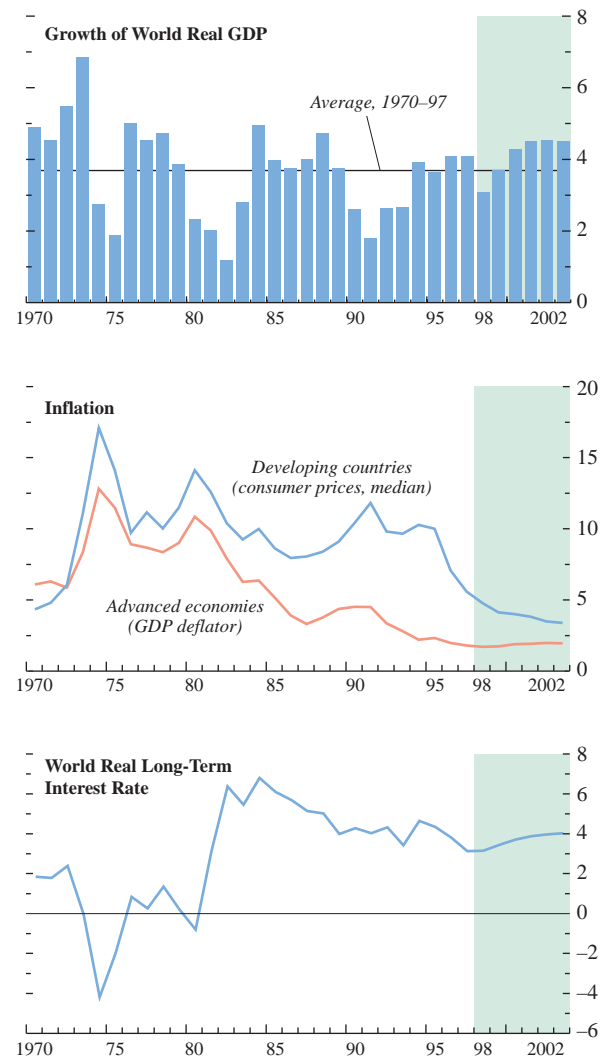 Growth of World Real GDP
Average, 1970–97
8
6
4
2
0
1970 75 80 85 90 95 98 2002
Inflation
Developing countries
(consumer prices, median)
Advanced economies
(GDP deflator)
20
15
10
5
0
1970 75 80 85 90 95 98 2002
World Real Long-Term
Interest Rate
8
6
4
2
0
–2
–4
–6
1970 75 80 85 90 95 98 2002